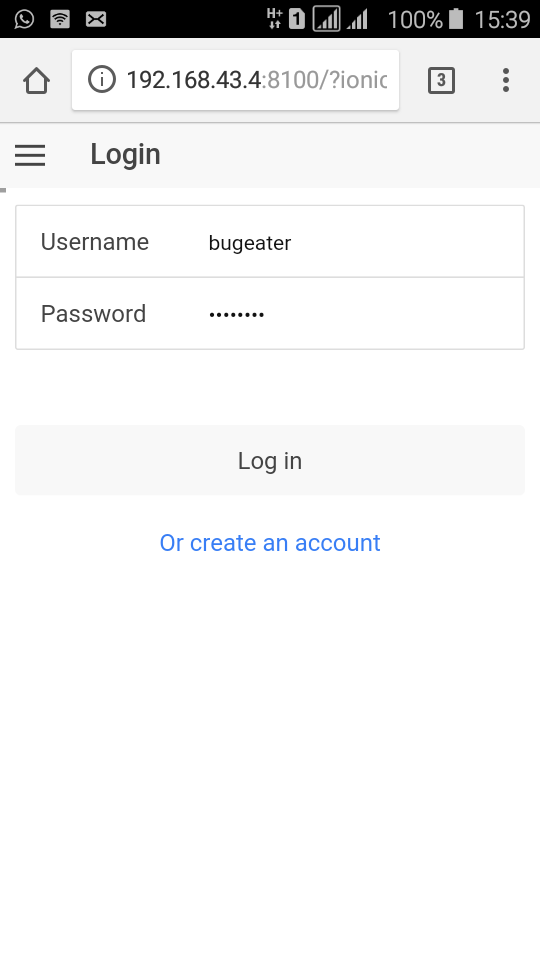 H+ 1 100% 15:39
192.168.43.4:8100/?ionic 3
Login
Username bugeater
Password ••••••••
Log in
Or create an account